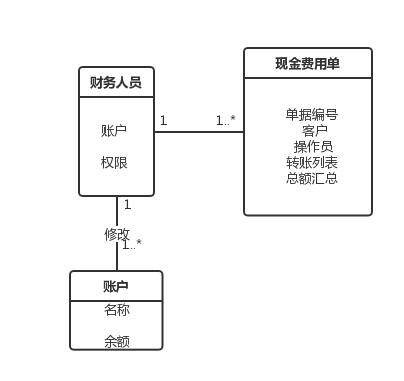 财务人员
账户
权限
1
1..*
现金费用单
单据编号
客户
操作员
转账列表
总额汇总
1
修改
1..*
账户
名称
余额